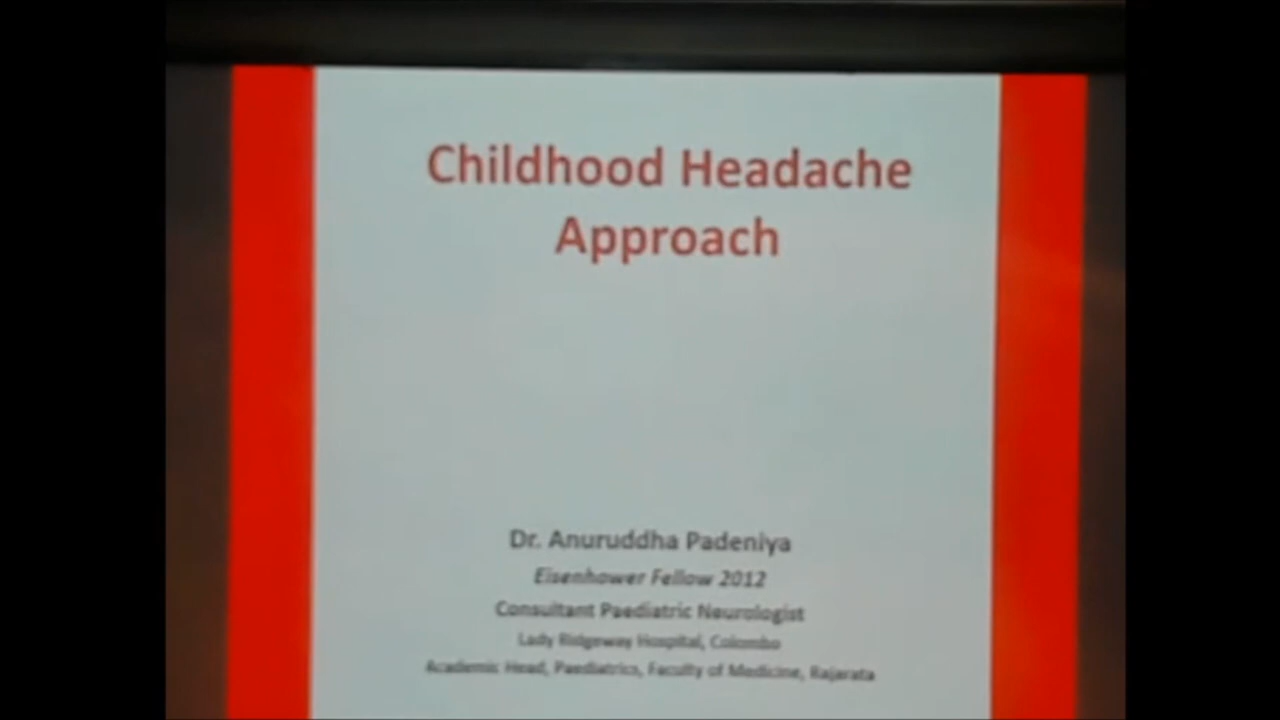 Childhood Headache
Approach
Dr. Anuruddha Padeniya
Eisenhower Fellow 2012
Consultant Paediatric Neurologist
Lady Ridgeway Hospital, Colombo
Academic Head, Paediatrics, Faculty of Medicine, Rajarata